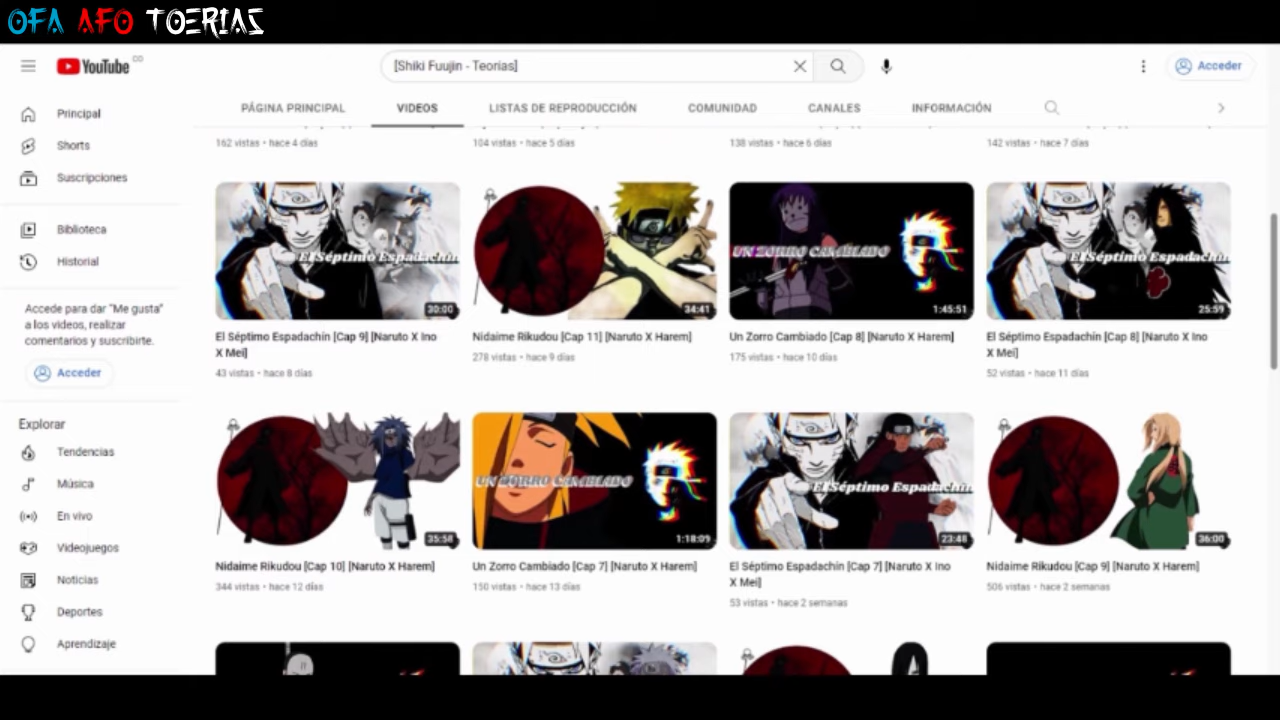 OFA AFO TOERIAS
YouTube CO
[Shiki Fuujin - Teorias]
Acceder
PÁGINA PRINCIPAL
VIDEOS
LISTAS DE REPRODUCCIÓN
COMUNIDAD
CANALES
INFORMACIÓN
Principal
Shorts
Suscripciones
Biblioteca
Historial
Accede para dar "Me gusta"
a los videos, realizar
comentarios y suscribirte.
Acceder
Explorar
Tendencias
Música
En vivo
Videojuegos
Noticias
Deportes
Aprendizaje
162 vistas • hace 4 días
104 vistas • hace 5 días
138 vistas • hace 6 días
142 vistas • hace 7 días
El Séptimo Espadachín
30:00
34:41
UN ZORRO CAMBIADO
1:45:51
El Séptimo Espadachín
25:59
El Séptimo Espadachín [Cap 9] [Naruto X Ino
X Mei]
43 vistas • hace 8 días
Nidaime Rikudou [Cap 11] [Naruto X Harem]
278 vistas • hace 9 días
Un Zorro Cambiado [Cap 8] [Naruto X Harem]
175 vistas • hace 10 días
El Séptimo Espadachín [Cap 8] [Naruto X Ino
X Mei]
52 vistas • hace 11 días
35:58
UN ZORRO CAMBIADO
1:18:09
El Séptimo Espadachín
23:48
36:00
Nidaime Rikudou [Cap 10] [Naruto X Harem]
344 vistas • hace 12 días
Un Zorro Cambiado [Cap 7] [Naruto X Harem]
150 vistas • hace 13 días
El Séptimo Espadachín [Cap 7] [Naruto X Ino
X Mei]
53 vistas • hace 2 semanas
Nidaime Rikudou [Cap 9] [Naruto X Harem]
506 vistas • hace 2 semanas